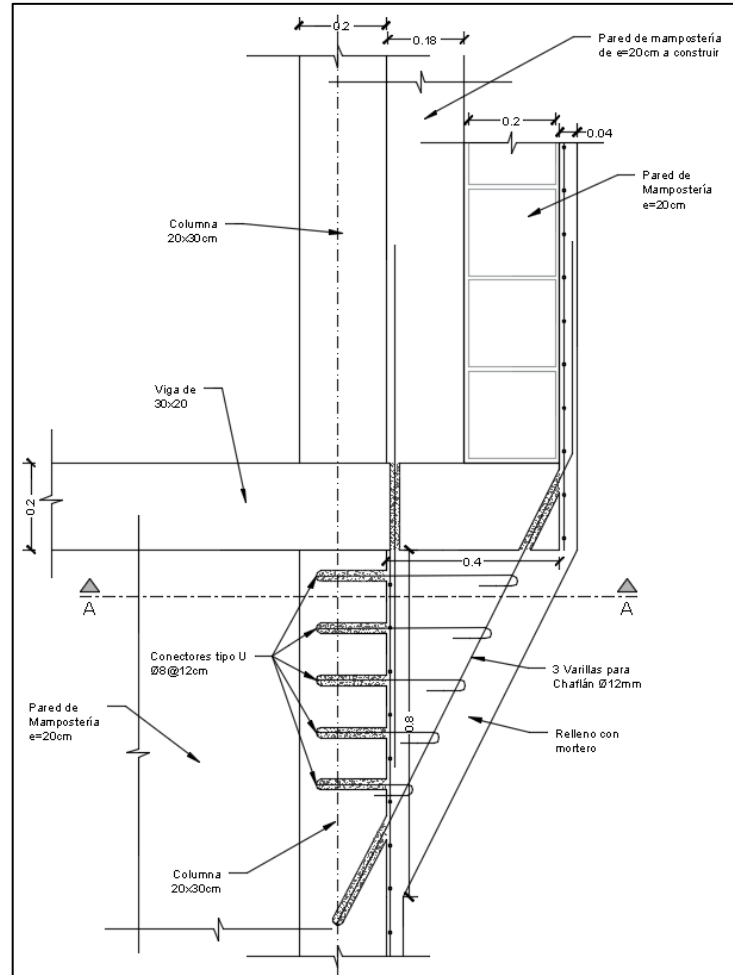 0.2
0.18
Pared de mampostería
de e=20cm a construir
0.2
0.04
Pared de
Mampostería
e=20cm
Columna
20x30cm
Viga de
30x20
0.2
0.4
A
A
Conectores tipo U
Ø8@12cm
3 Varillas para
Chaflán Ø12mm
Pared de
Mampostería
e=20cm
Relleno con
mortero
0.8
Columna
20x30cm